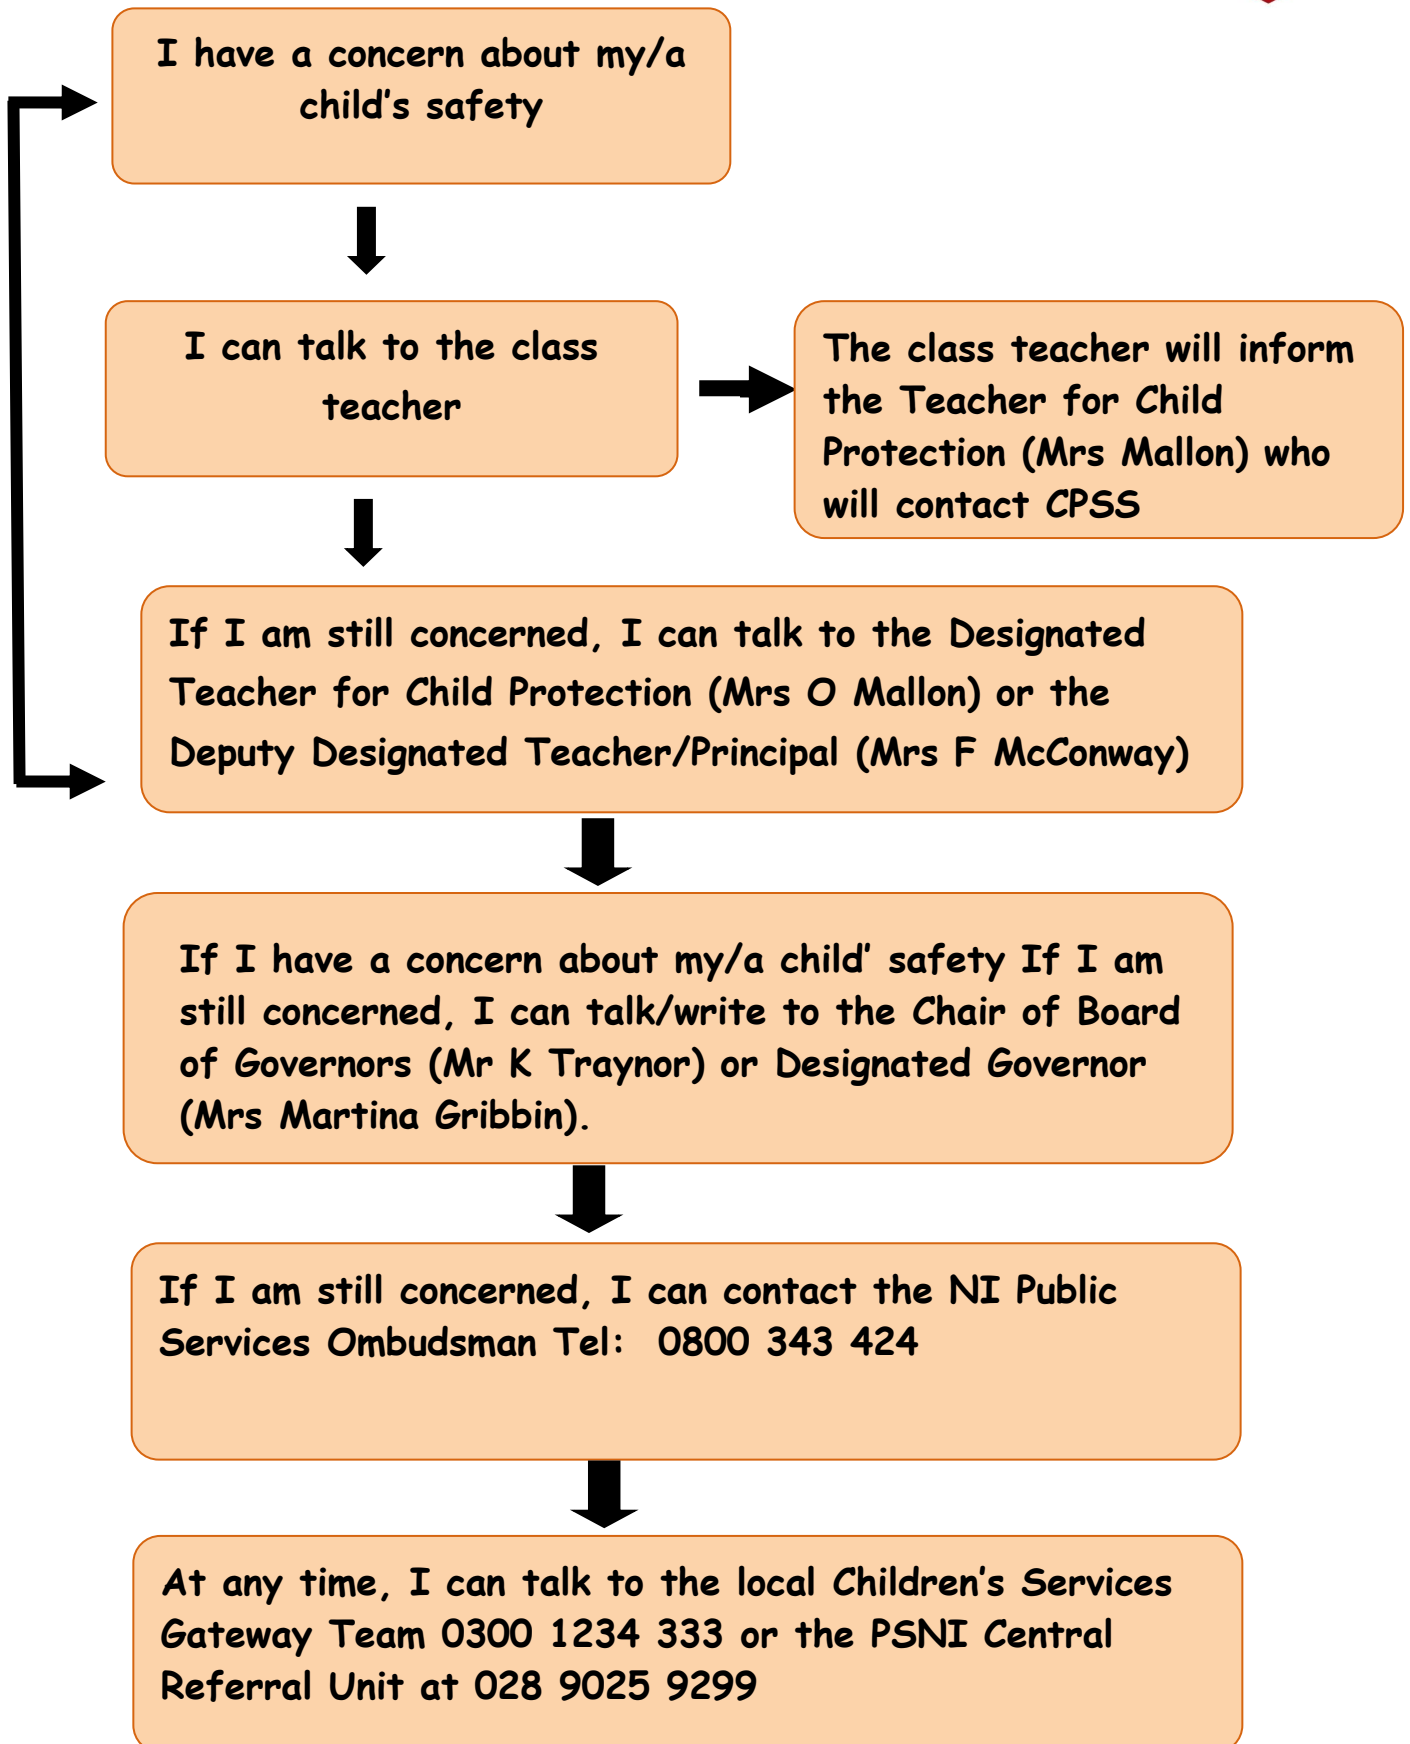 I have a concern about my/a
child's safety
I can talk to the class
teacher
The class teacher will inform
the Teacher for Child
Protection (Mrs Mallon) who
will contact CPSS
If I am still concerned, I can talk to the Designated
Teacher for Child Protection (Mrs O Mallon) or the
Deputy Designated Teacher/Principal (Mrs F McConway)
If I have a concern about my/a child' safety If I am
still concerned, I can talk/write to the Chair of Board
of Governors (Mr K Traynor) or Designated Governor
(Mrs Martina Gribbin).
If I am still concerned, I can contact the NI Public
Services Ombudsman Tel:  0800 343 424
At any time, I can talk to the local Children's Services
Gateway Team 0300 1234 333 or the PSNI Central
Referral Unit at 028 9025 9299